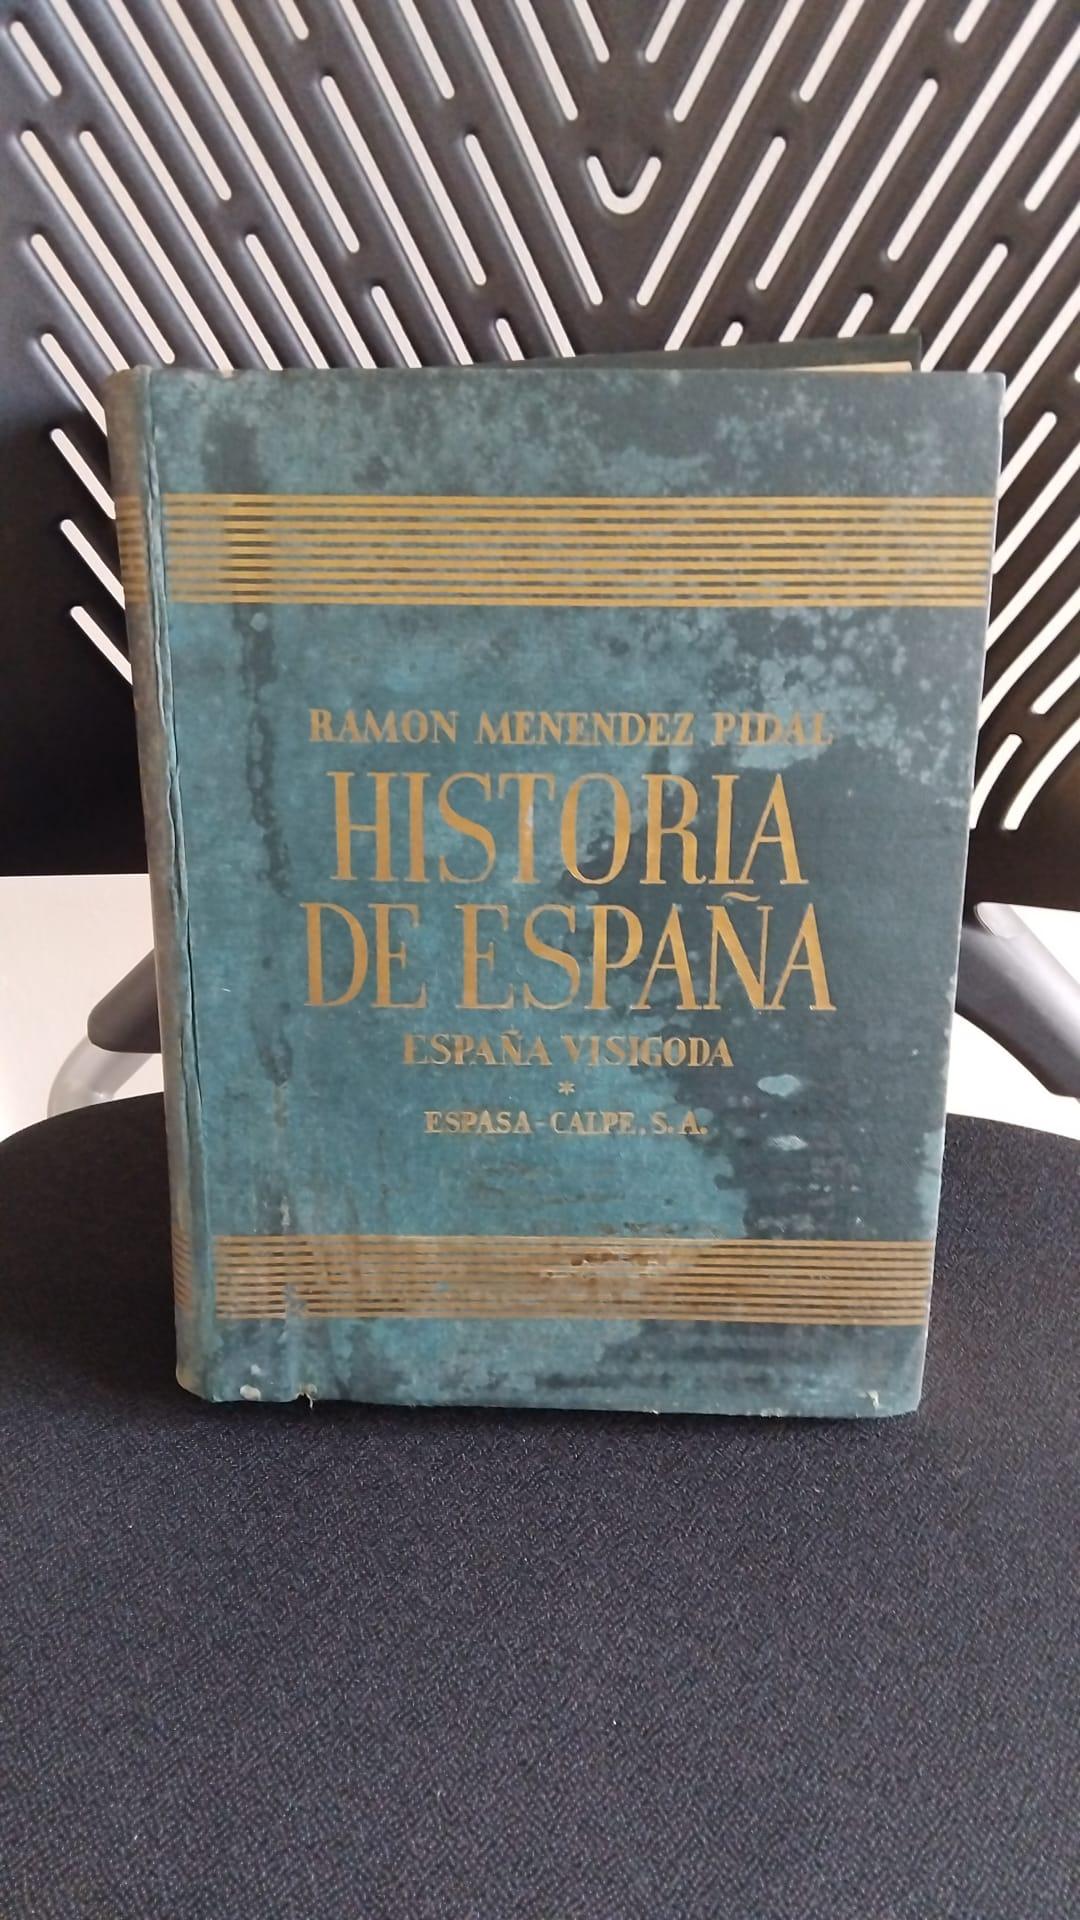 RAMON MENENDEZ PIDAL
HISTORIA
DE ESPAÑA
ESPAÑA VISIGODA
*
ESPASA-CALPE, S.A.